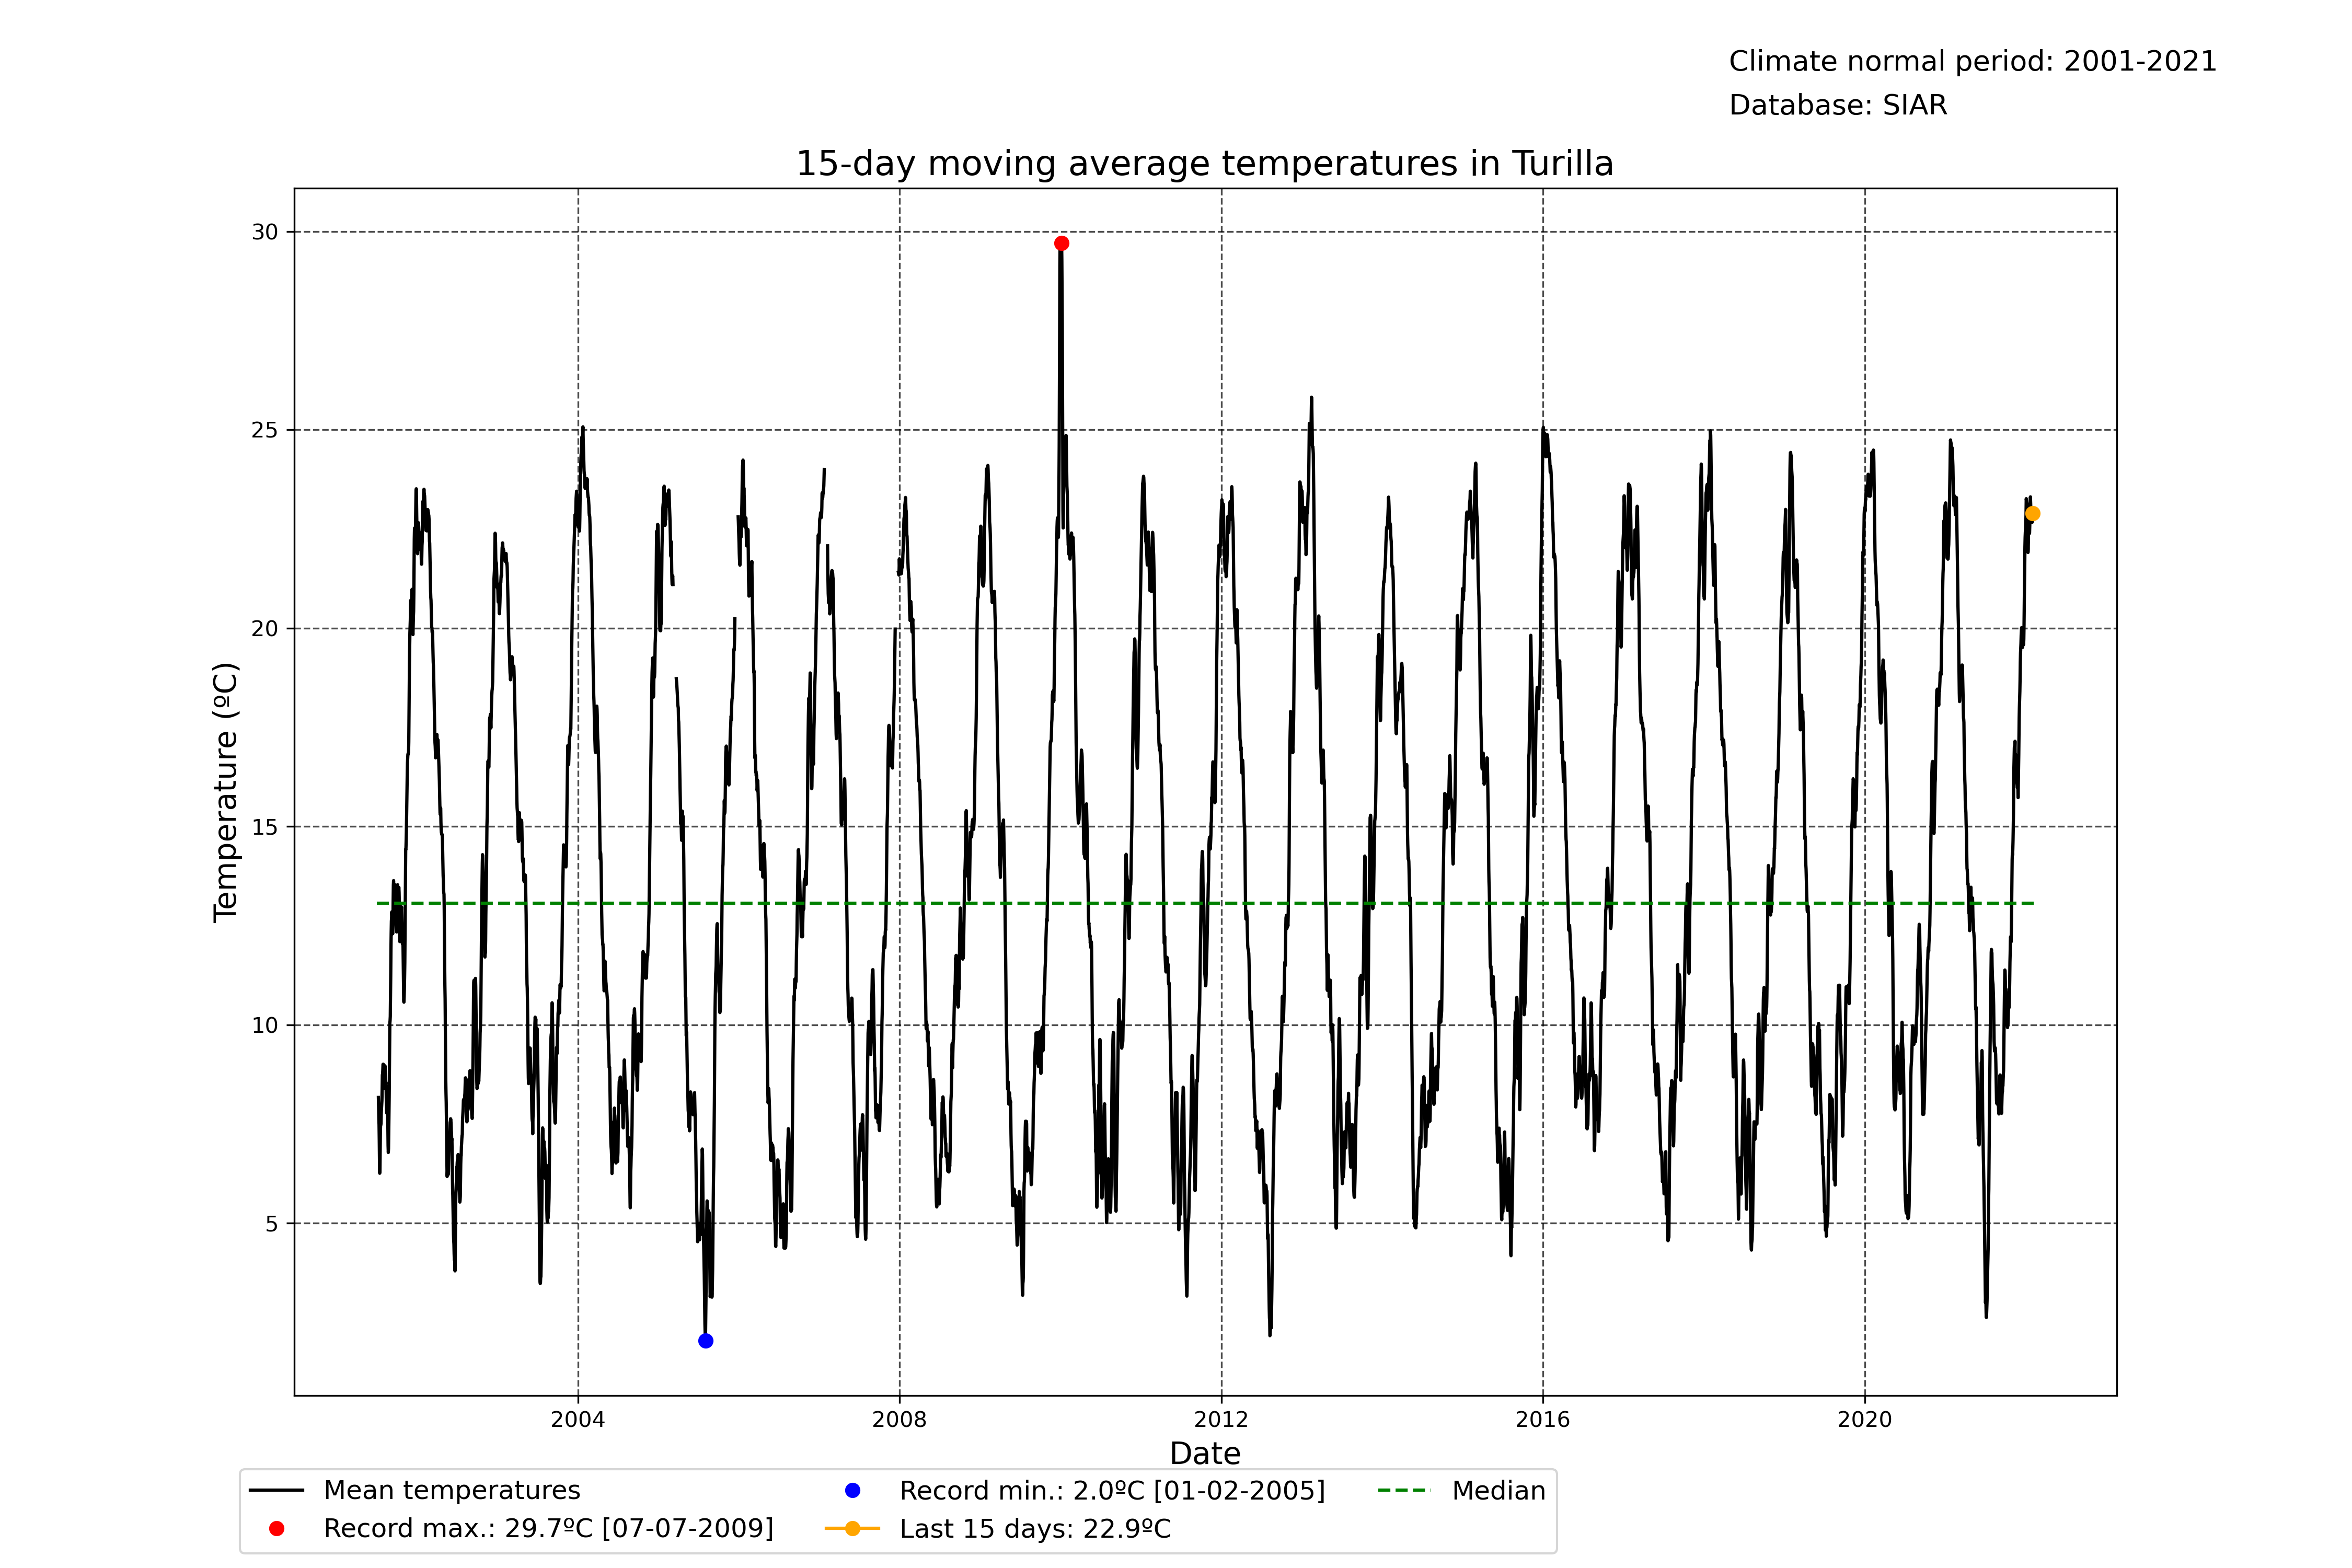 Climate normal period: 2001-2021
Database: SIAR
15-day moving average temperatures in Turilla
30
25
20
15
10
5
Temperature (ºC)
2004 2008 2012 2016 2020
Date
Mean temperatures
Record max.: 29.7ºC [07-07-2009]
Record min.: 2.0ºC [01-02-2005]
Last 15 days: 22.9ºC
Median